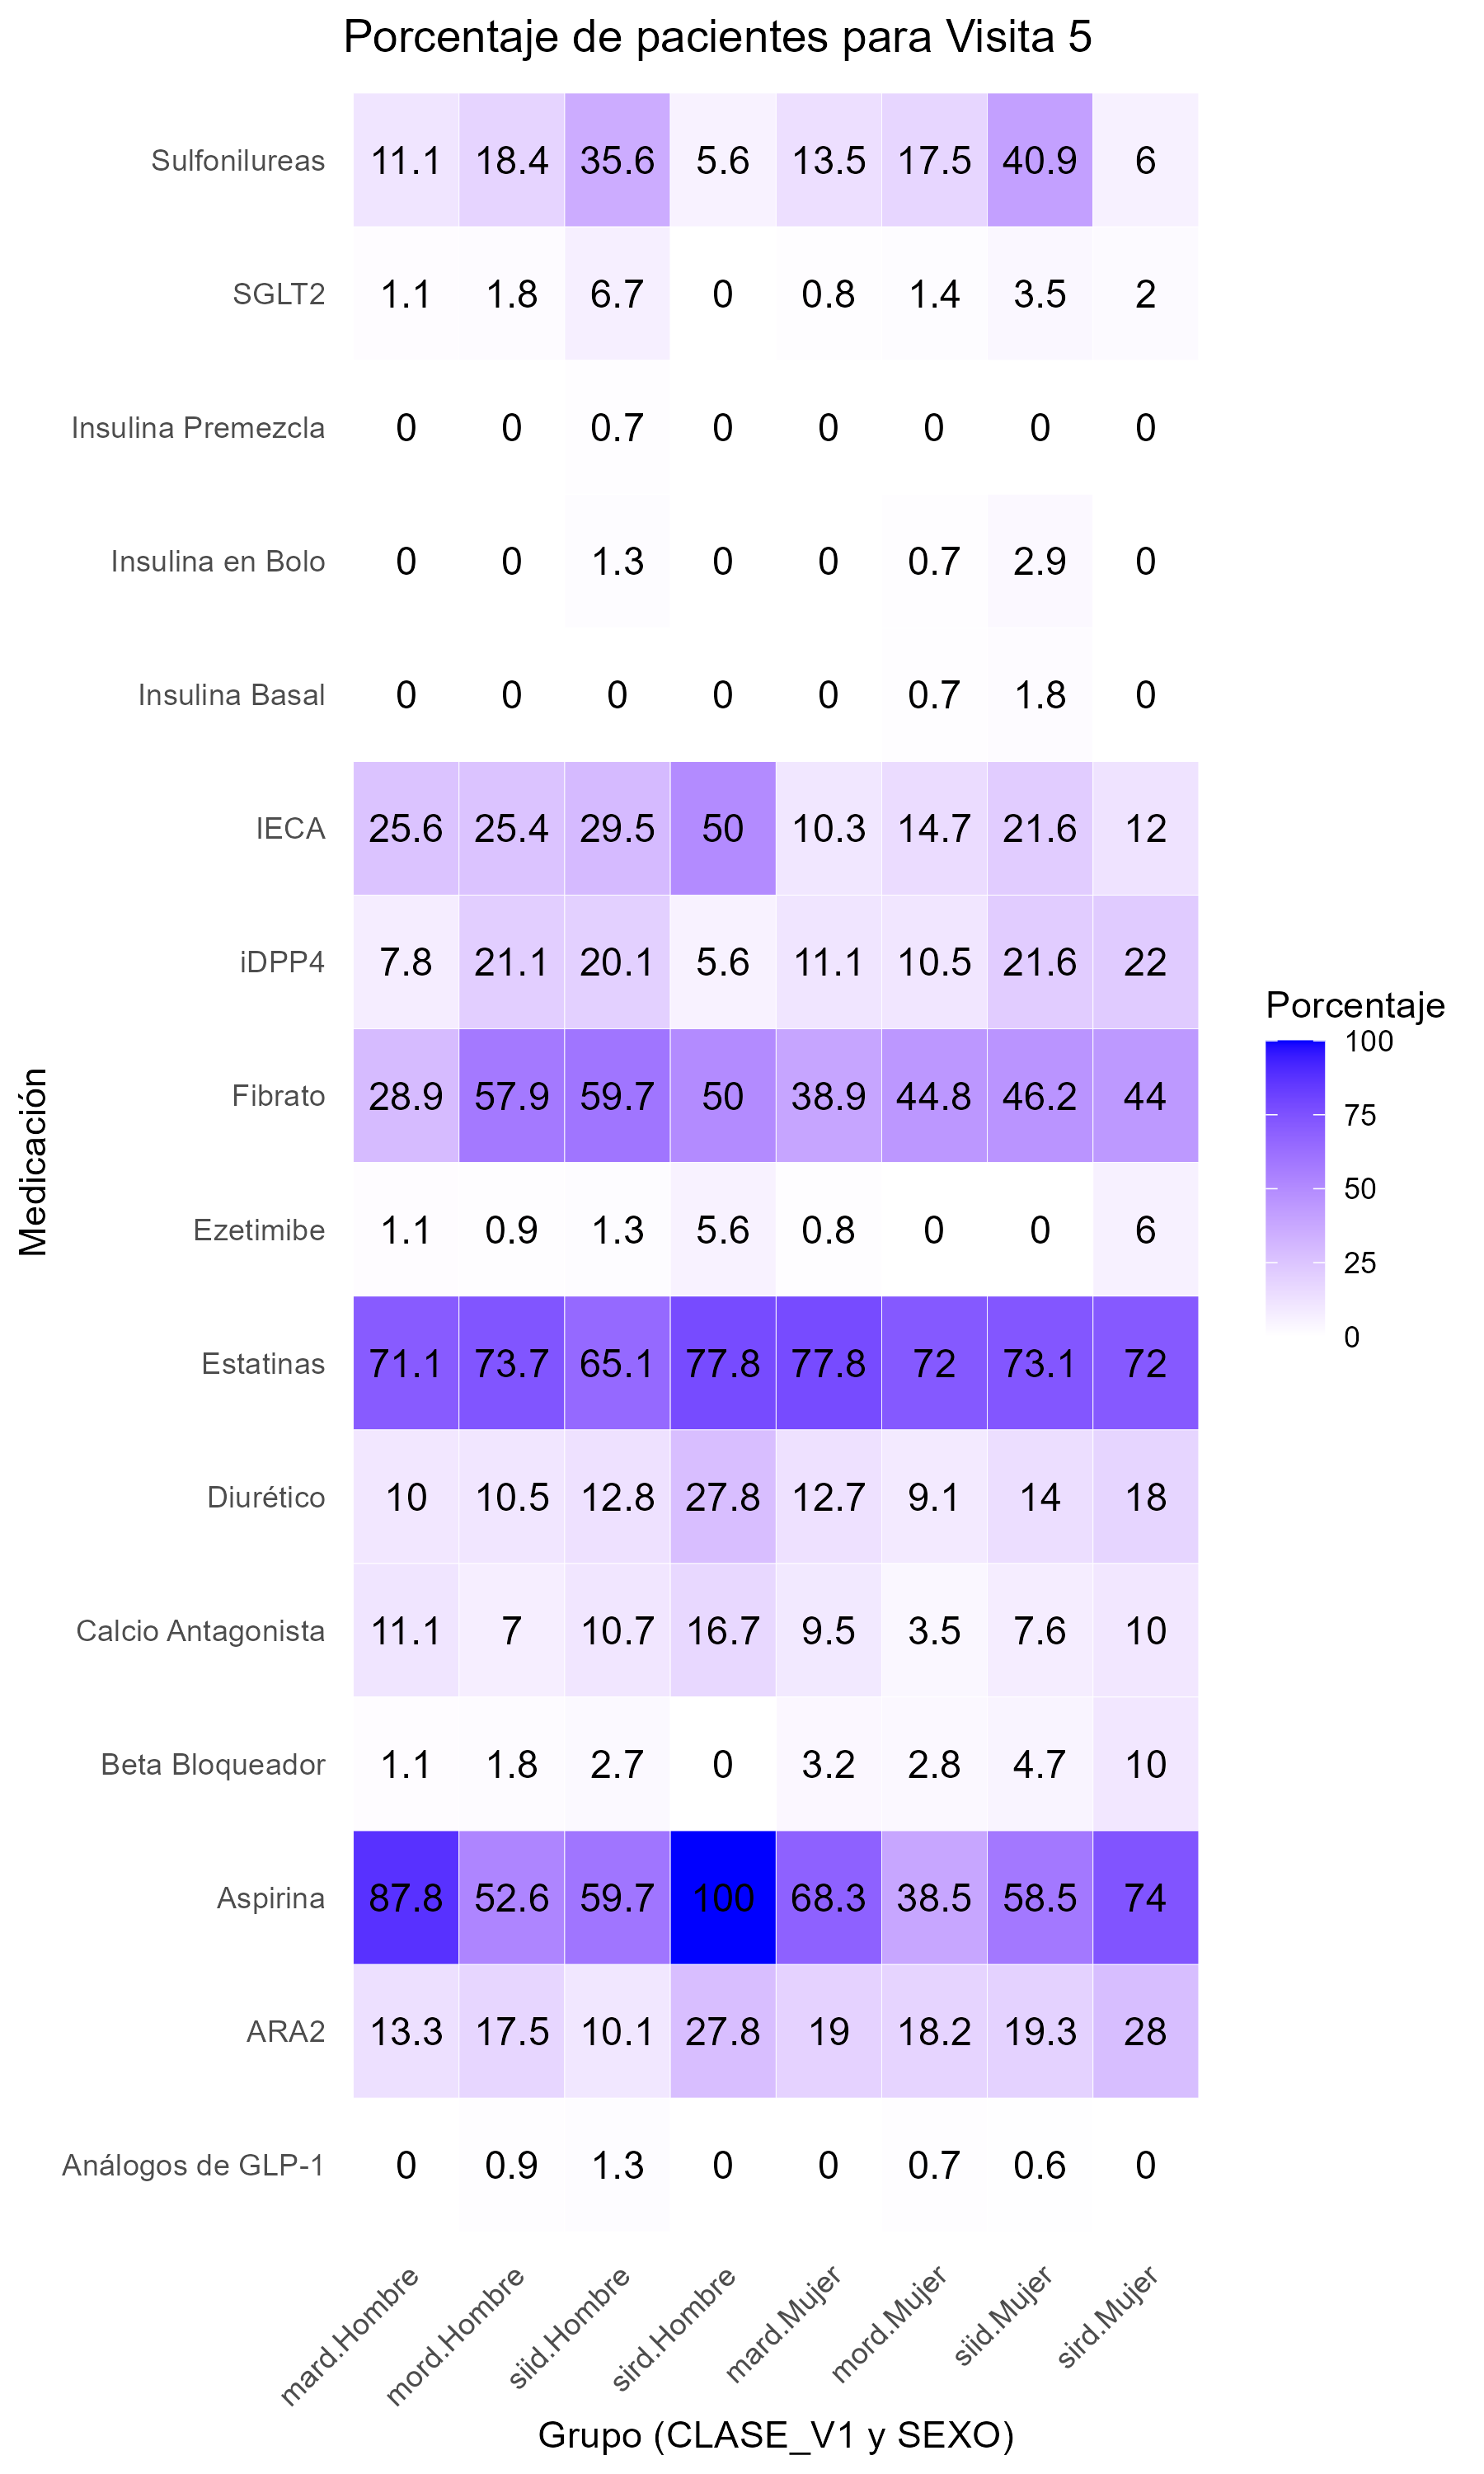 Porcentaje de pacientes para Visita 5
Sulfonilureas 11.1 18.4 35.6 5.6 13.5 17.5 40.9 6
SGLT2 1.1 1.8 6.7 0 0.8 1.4 3.5 2
Insulina Premezcla 0 0 0.7 0 0 0 0 0
Insulina en Bolo 0 0 1.3 0 0 0.7 2.9 0
Insulina Basal 0 0 0 0 0 0.7 1.8 0
IECA 25.6 25.4 29.5 50 10.3 14.7 21.6 12
iDPP4 7.8 21.1 20.1 5.6 11.1 10.5 21.6 22
Fibrato 28.9 57.9 59.7 50 38.9 44.8 46.2 44
Ezetimibe 1.1 0.9 1.3 5.6 0.8 0 0 6
Estatinas 71.1 73.7 65.1 77.8 77.8 72 73.1 72
Diurético 10 10.5 12.8 27.8 12.7 9.1 14 18
Calcio Antagonista 11.1 7 10.7 16.7 9.5 3.5 7.6 10
Beta Bloqueador 1.1 1.8 2.7 0 3.2 2.8 4.7 10
Aspirina 87.8 52.6 59.7 100 68.3 38.5 58.5 74
ARA2 13.3 17.5 10.1 27.8 19 18.2 19.3 28
Análogos de GLP-1 0 0.9 1.3 0 0 0.7 0.6 0
mard.Hombre mord.Hombre siid.Hombre sird.Hombre mard.Mujer mord.Mujer siid.Mujer sird.Mujer
Grupo (CLASE_V1 y SEXO)
Medicación
Porcentaje
100
75
50
25
0